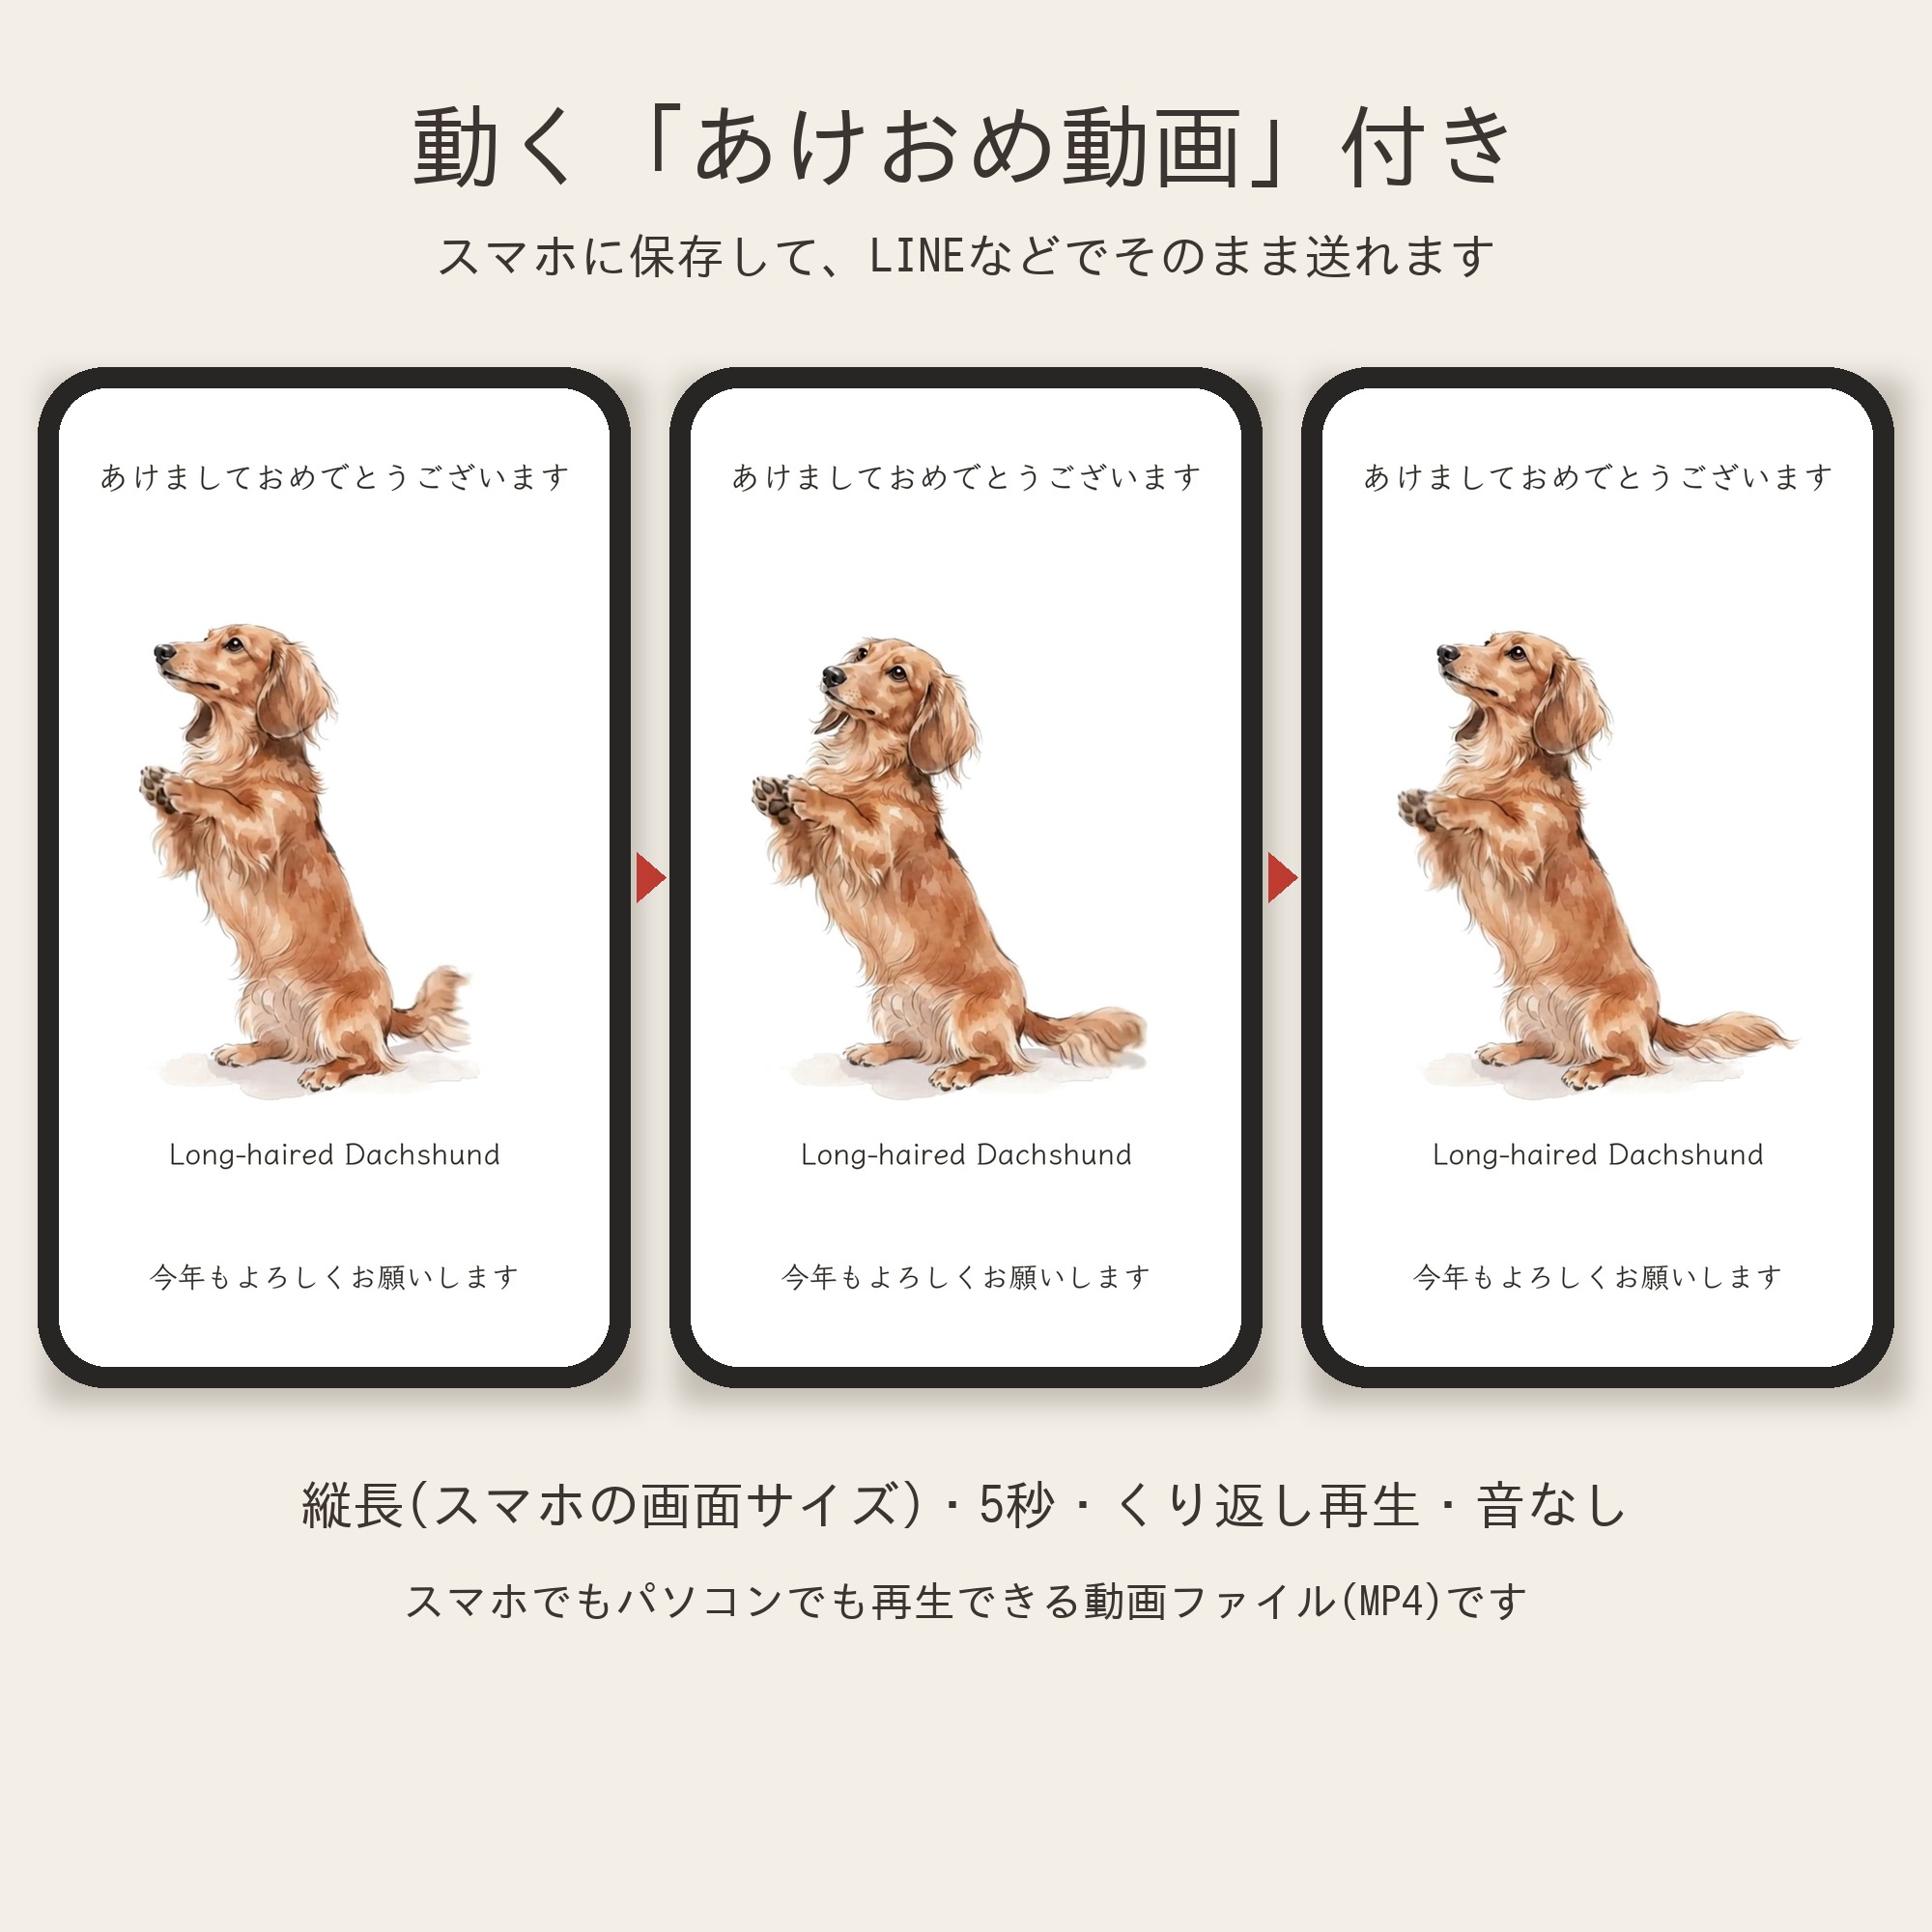 動く「あけおめ動画」付き
スマホに保存して、LINEなどでそのまま送れます
あけましておめでとうございます
Long-haired Dachshund
今年もよろしくお願いします
あけましておめでとうございます
Long-haired Dachshund
今年もよろしくお願いします
あけましておめでとうございます
Long-haired Dachshund
今年もよろしくお願いします
縦長(スマホの画面サイズ)・5秒・くり返し再生・音なし
スマホでもパソコンでも再生できる動画ファイル(MP4)です